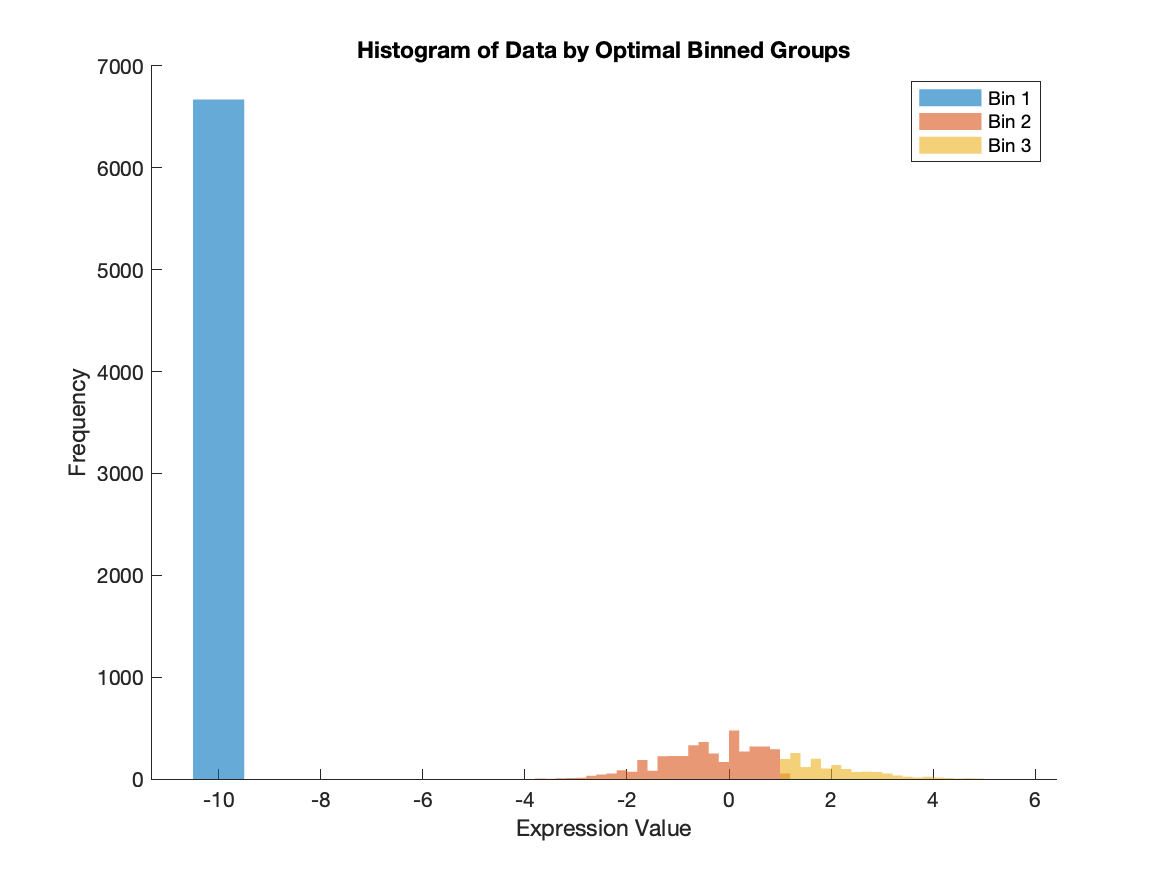 Histogram of Data by Optimal Binned Groups
7000
6000
5000
4000
3000
2000
1000
0
Frequency
Bin 1
Bin 2
Bin 3
-10 -8 -6 -4 -2 0 2 4 6
Expression Value